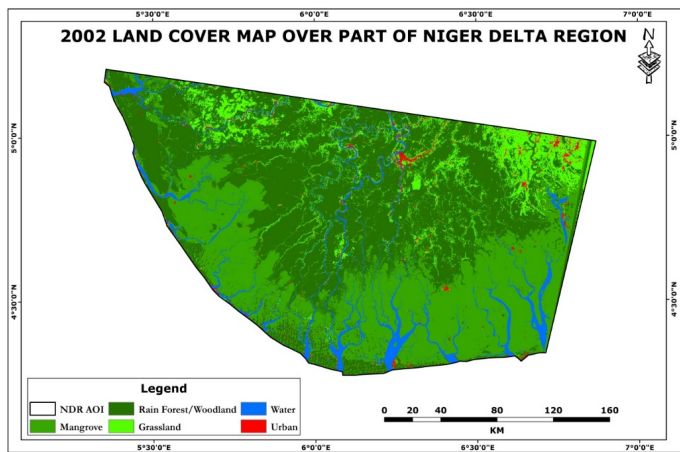 2002 LAND COVER MAP OVER PART OF NIGER DELTA REGION
5°30'0"E 6°0'0"E 6°30'0"E 7°0'0"E
N
5°0'0"N 5°0'0"N
4°30'0"N 4°30'0"N
Legend
NDR AOI Rain Forest/Woodland Water
Mangrove Grassland Urban
0 20 40 80 120 160
KM
5°30'0"E 6°0'0"E 6°30'0"E 7°0'0"E